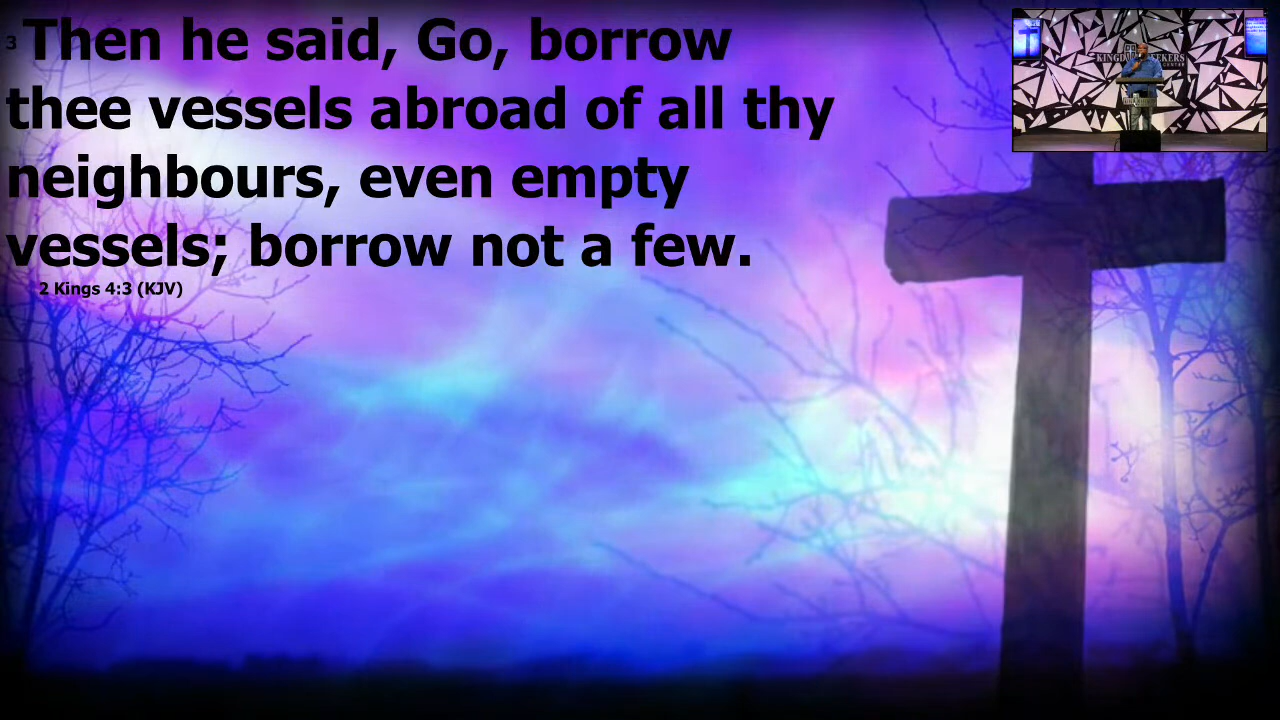 3 Then he said, Go, borrow
thee vessels abroad of all thy
neighbours, even empty
vessels; borrow not a few.
2 Kings 4:3 (KJV)